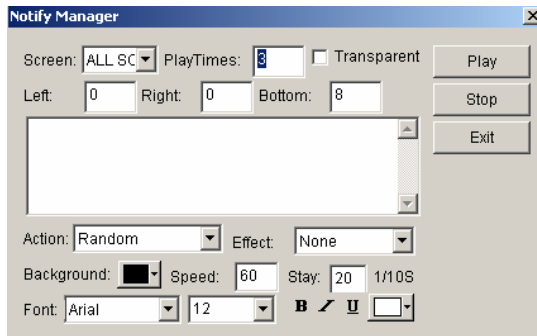 Notify Manager
Screen: ALL SC PlayTimes: 3 Transparent Play
Left: 0 Right: 0 Bottom: 8 Stop
Exit
Action: Random Effect: None
Background: Speed: 60 Stay: 20 1/10S
Font: Arial 12 B I U